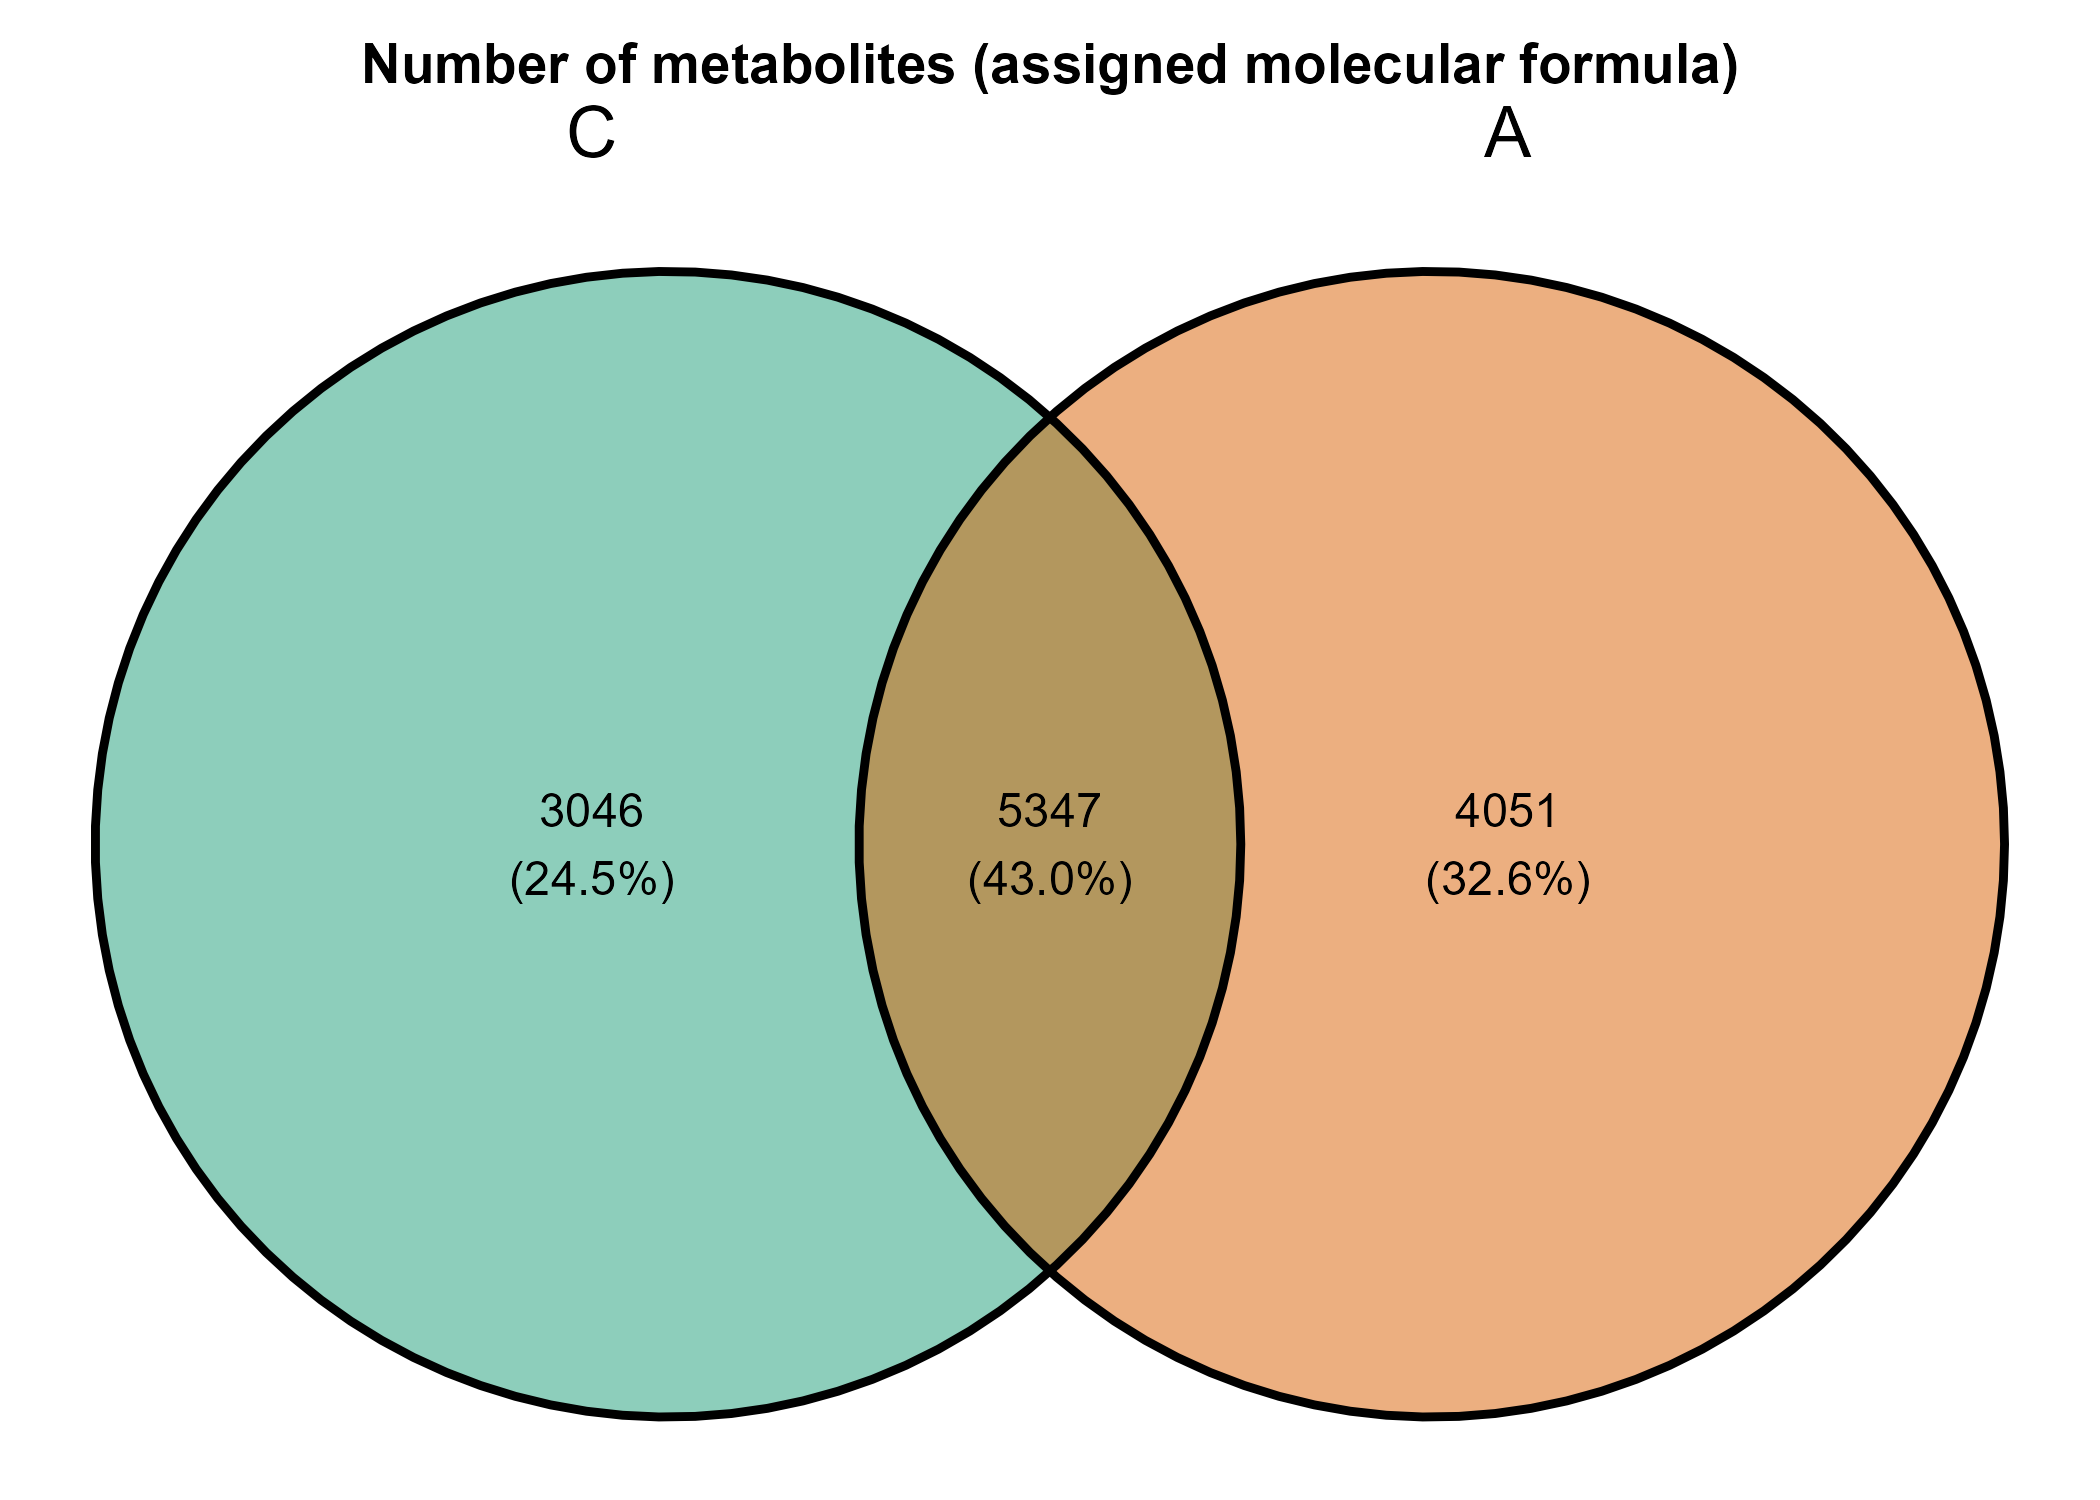 Number of metabolites (assigned molecular formula)
C A
3046 5347 4051
(24.5%) (43.0%) (32.6%)